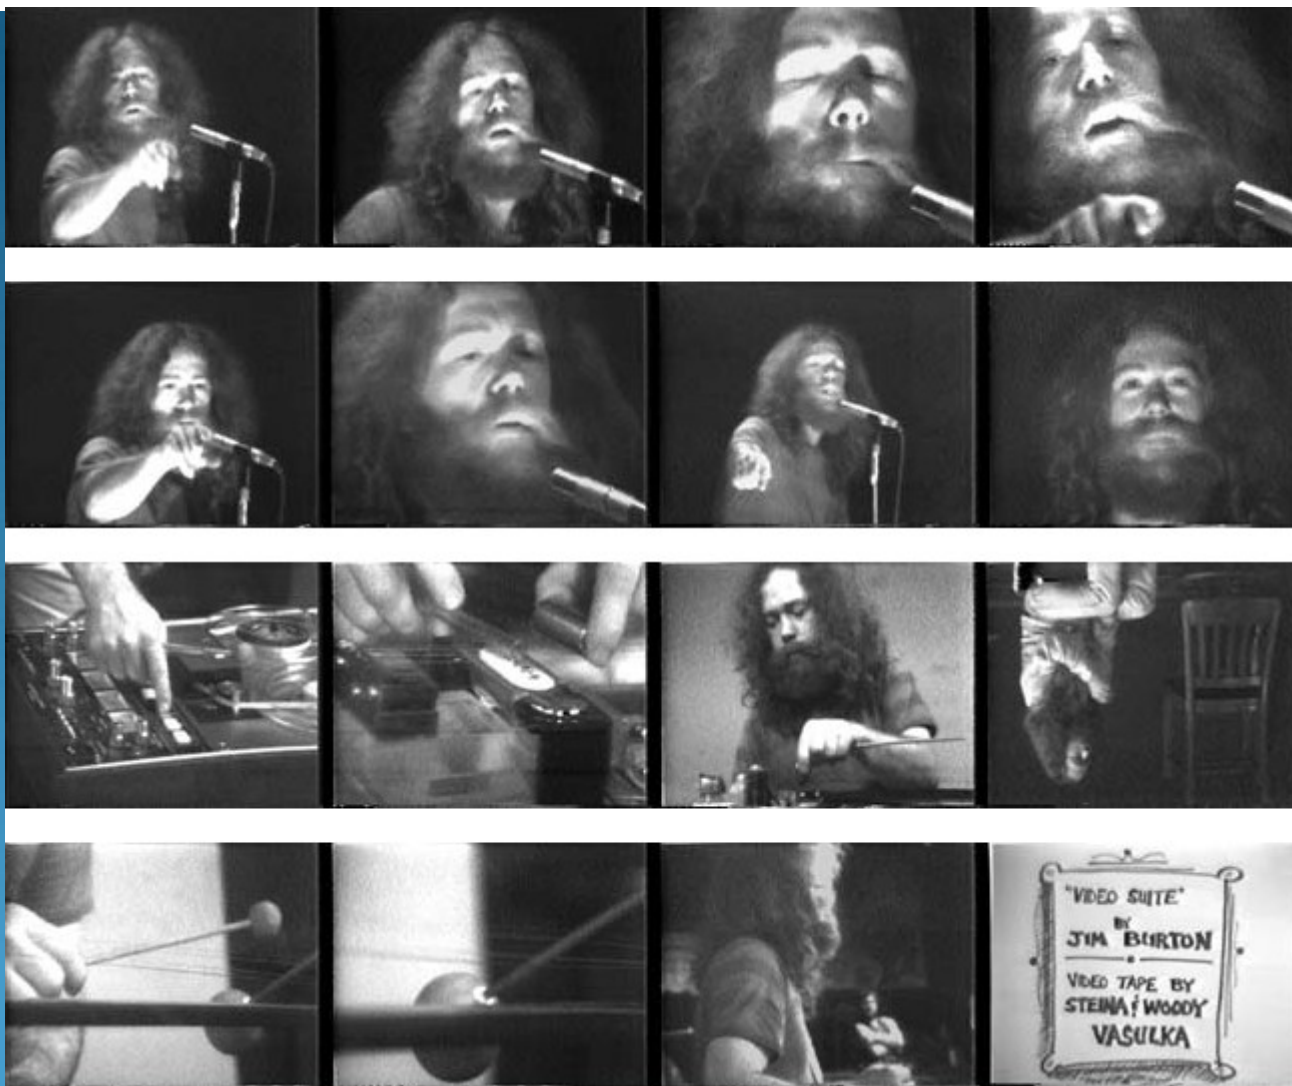 "VIDEO SUITE"
BY
JIM BURTON
VIDEO TAPE BY
STEINA & WOODY
VASULKA